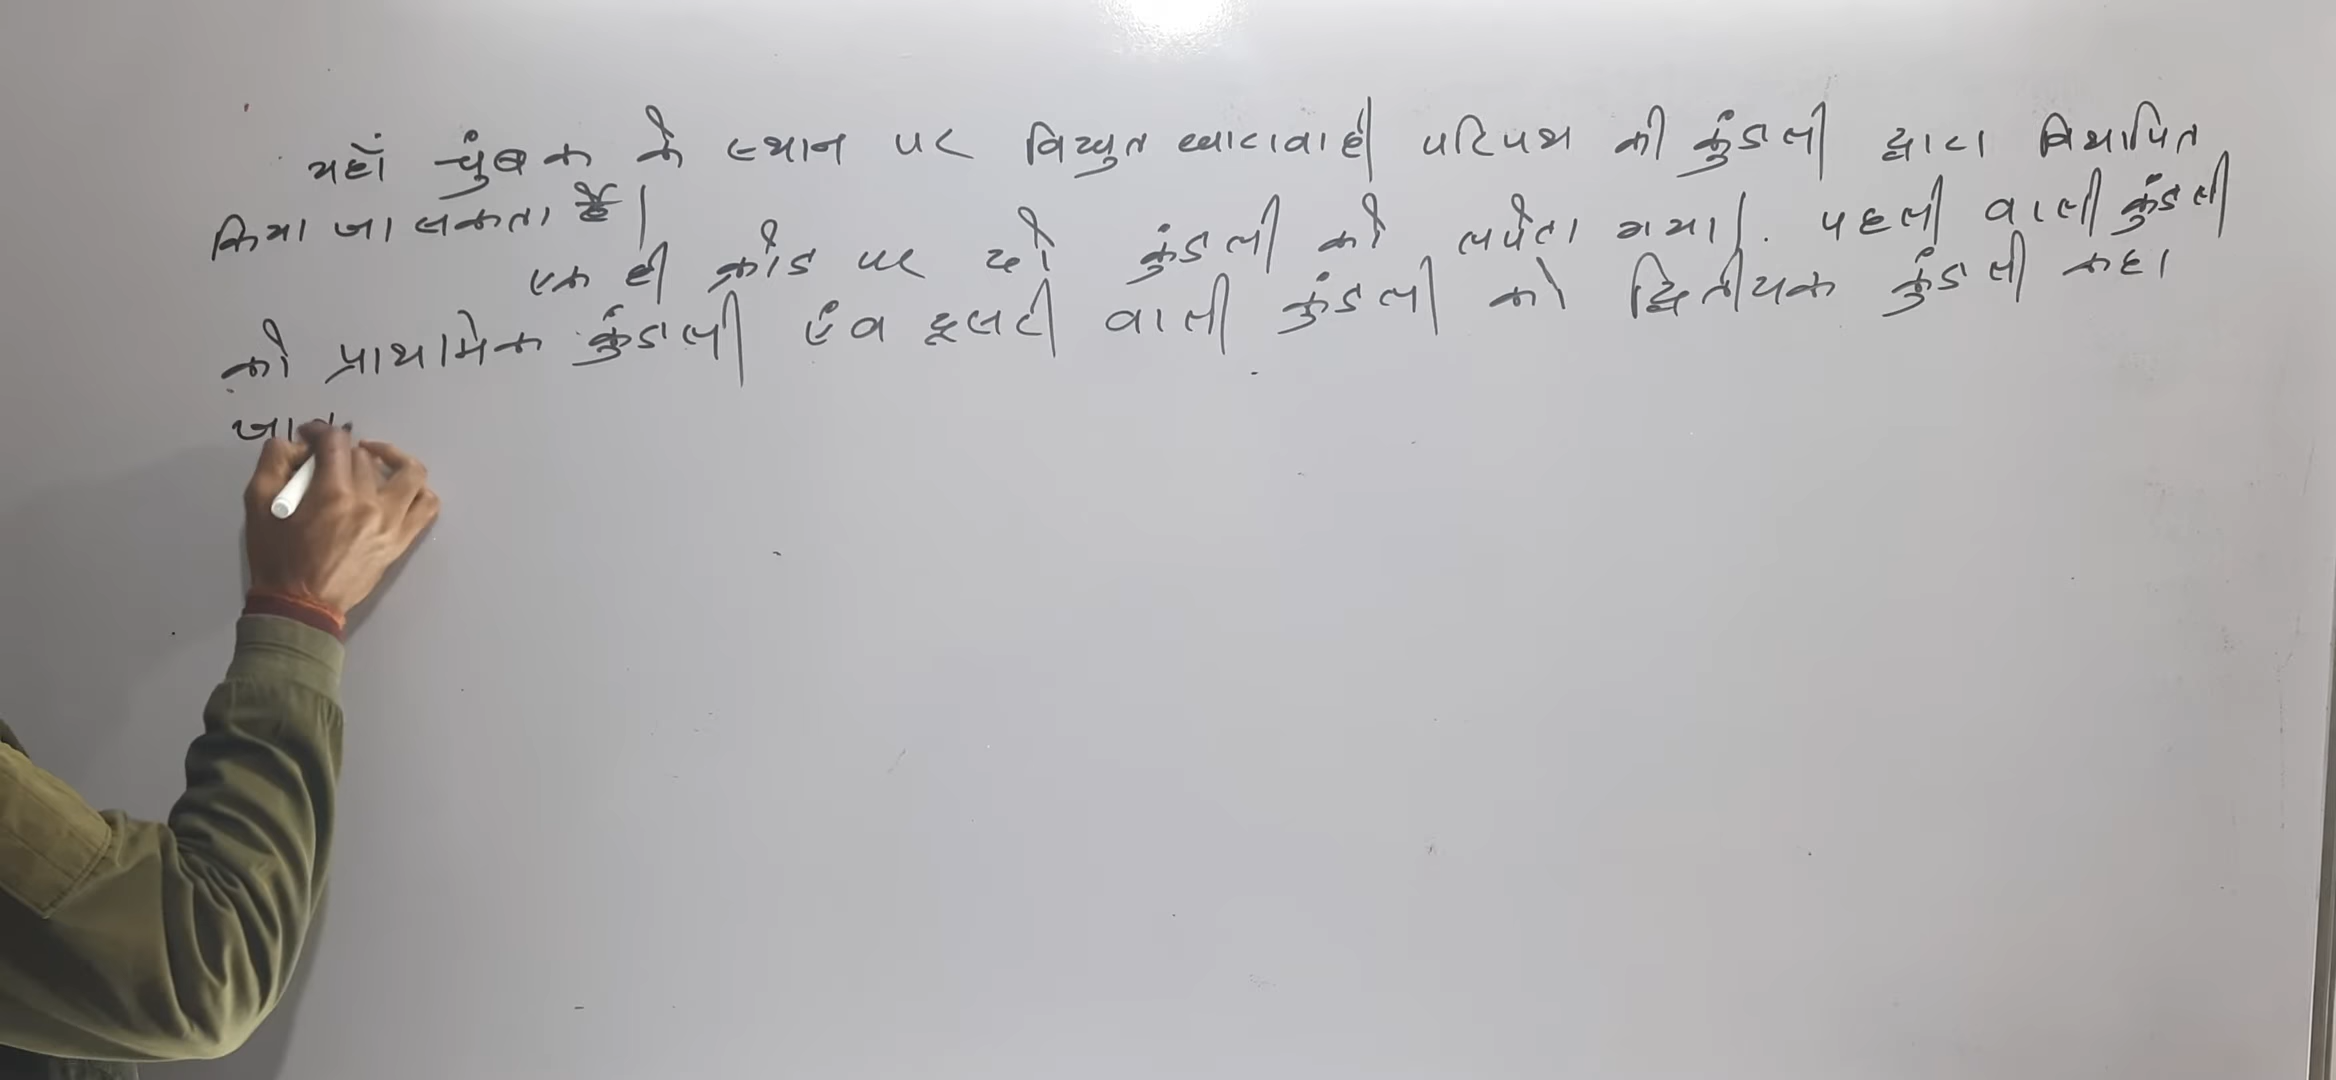 यहाँ चुंबक के स्थान पर विद्युत धारावाही परिपथ की कुंडली द्वारा विथापित
किया जा सकता है।
एक ही क्रोड पर दो कुंडली को लपेटा गया। पहली वाली कुंडली
को प्राथमिक कुंडली एंव दूसरी वाली कुंडली को द्वितीयक कुंडली कहा